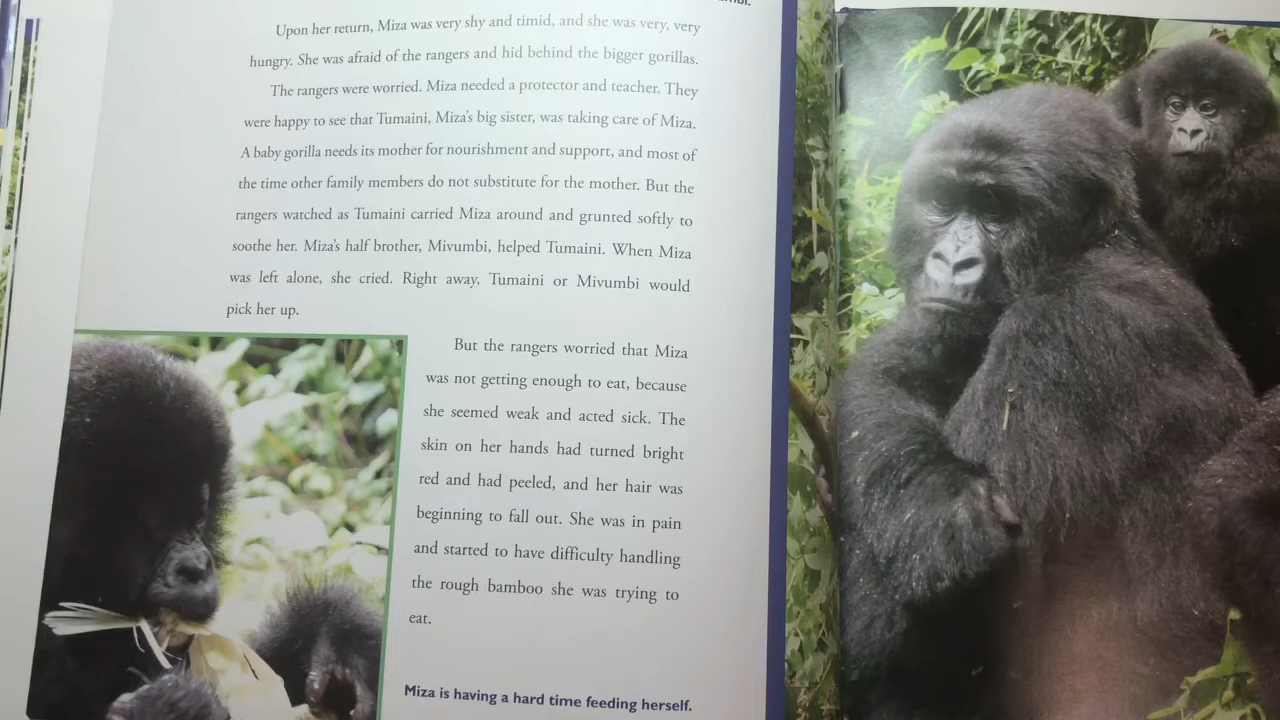 Upon her return, Miza was very shy and timid, and she was very, very
hungry. She was afraid of the rangers and hid behind the bigger gorillas.
The rangers were worried. Miza needed a protector and teacher. They
were happy to see that Tumaini, Miza's big sister, was taking care of Miza.
A baby gorilla needs its mother for nourishment and support, and most of
the time other family members do not substitute for the mother. But the
rangers watched as Tumaini carried Miza around and grunted softly to
soothe her. Miza's half brother, Mivumbi, helped Tumaini. When Miza
was left alone, she cried. Right away, Tumaini or Mivumbi would
pick her up.
But the rangers worried that Miza
was not getting enough to eat, because
she seemed weak and acted sick. The
skin on her hands had turned bright
red and had peeled, and her hair was
beginning to fall out. She was in pain
and started to have difficulty handling
the rough bamboo she was trying to
eat.
Miza is having a hard time feeding herself.